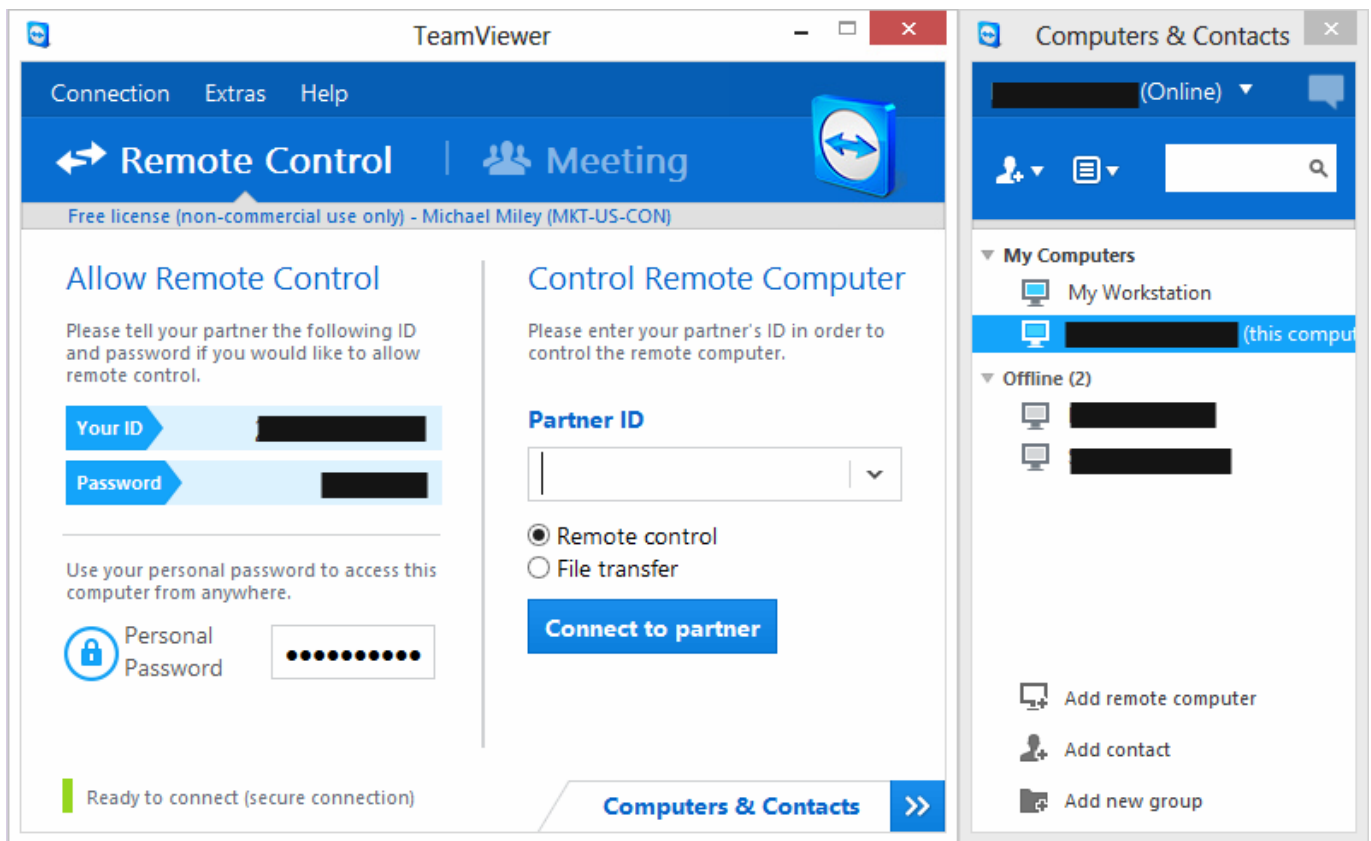 TeamViewer
Connection Extras Help
Remote Control | Meeting
Free license (non-commercial use only) - Michael Miley (MKT-US-CON)
Allow Remote Control
Please tell your partner the following ID
and password if you would like to allow
remote control.
Your ID
Password
Use your personal password to access this
computer from anywhere.
Personal
Password
Control Remote Computer
Please enter your partner's ID in order to
control the remote computer.
Partner ID
Remote control
File transfer
Connect to partner
Ready to connect (secure connection)
Computers & Contacts
Computers & Contacts
(Online)
My Computers
My Workstation
(this comput
Offline (2)
Add remote computer
Add contact
Add new group